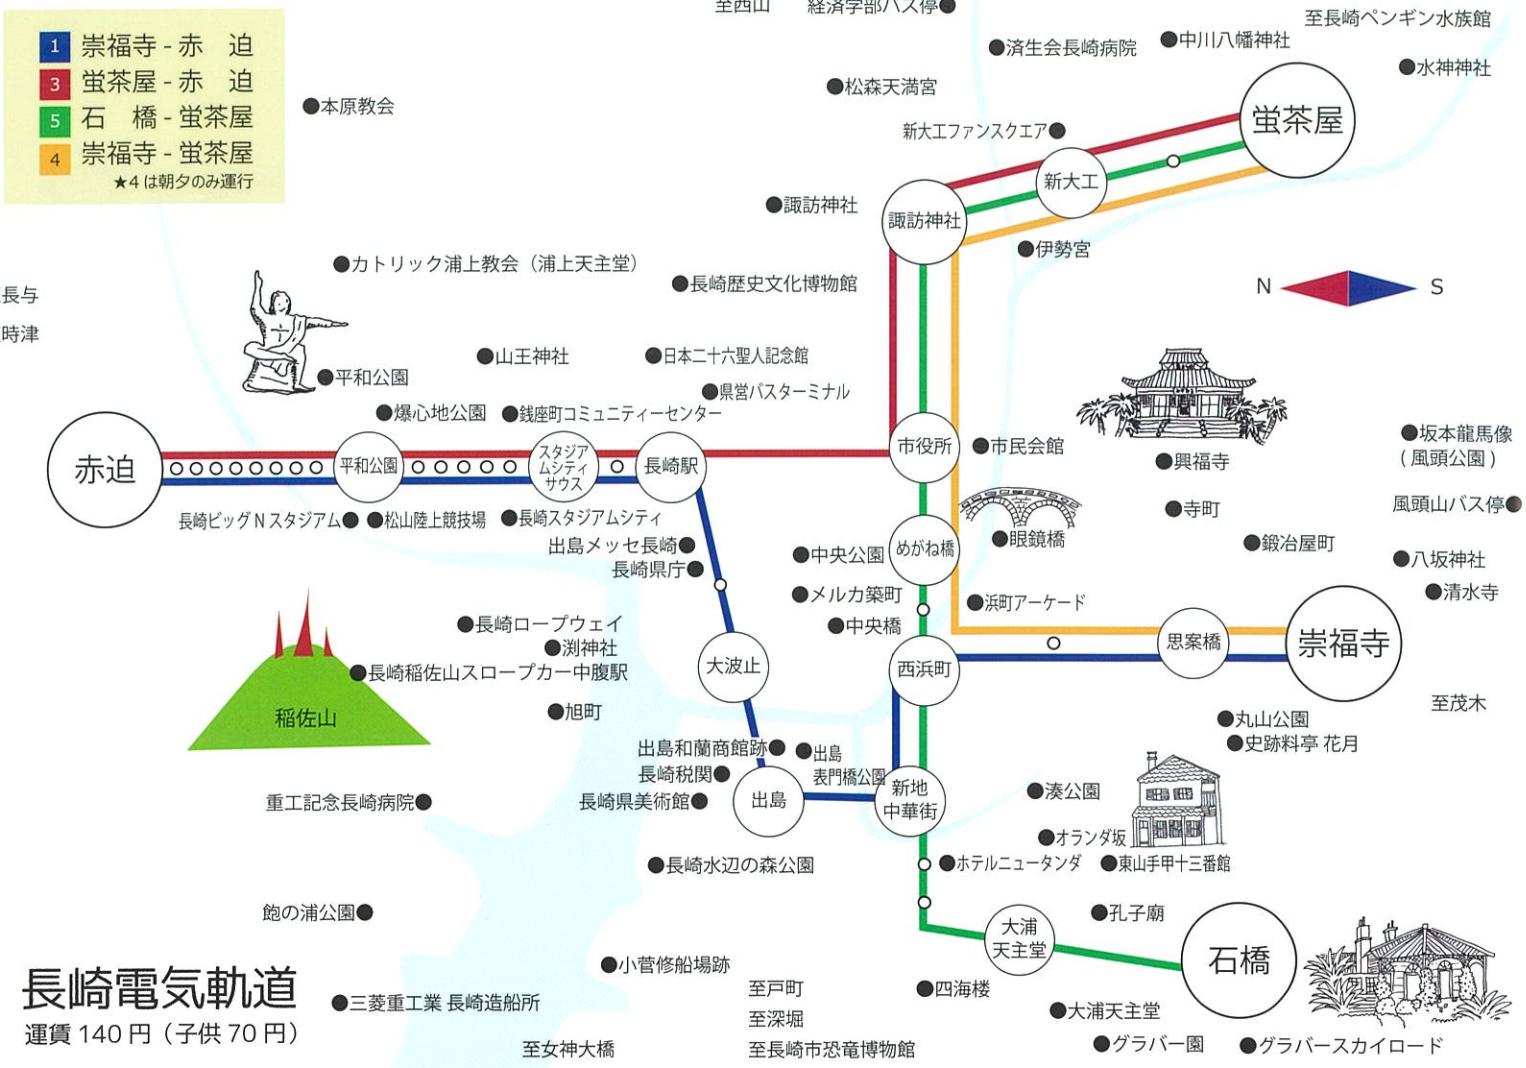 至西山
経済学部バス停
至長崎ペンギン水族館
1 崇福寺 - 赤　迫
3 蛍茶屋 - 赤　迫
5 石　橋 - 蛍茶屋
4 崇福寺 - 蛍茶屋
★4 は朝夕のみ運行
済生会長崎病院
中川八幡神社
水神神社
松森天満宮
本原教会
新大工ファンスクエア
蛍茶屋
新大工
諏訪神社
諏訪神社
伊勢宮
カトリック浦上教会（浦上天主堂）
長崎歴史文化博物館
N
S
長与
時津
山王神社
日本二十六聖人記念館
平和公園
県営バスターミナル
爆心地公園
銭座町コミュニティーセンター
赤迫
平和公園
スタジア
ムシティ
サウス
長崎駅
市役所
市民会館
興福寺
坂本龍馬像
( 風頭公園 )
長崎ビッグ N スタジアム
松山陸上競技場
長崎スタジアムシティ
寺町
風頭山バス停
出島メッセ長崎
長崎県庁
中央公園
めがね橋
眼鏡橋
鍛冶屋町
八坂神社
清水寺
メルカ築町
浜町アーケード
中央橋
長崎ロープウェイ
渕神社
長崎稲佐山スロープカー中腹駅
大波止
西浜町
思案橋
崇福寺
稲佐山
旭町
至茂木
丸山公園
史跡料亭 花月
出島和蘭商館跡
出島
表門橋公園
長崎税関
長崎県美術館
出島
新地
中華街
湊公園
重工記念長崎病院
オランダ坂
長崎水辺の森公園
ホテルニュータンダ
東山手甲十三番館
飽の浦公園
孔子廟
大浦
天主堂
石橋
小菅修船場跡
長崎電気軌道
運賃 140 円（子供 70 円）
三菱重工業 長崎造船所
至戸町
至深堀
至長崎市恐竜博物館
四海楼
大浦天主堂
至女神大橋
グラバー園
グラバースカイロード